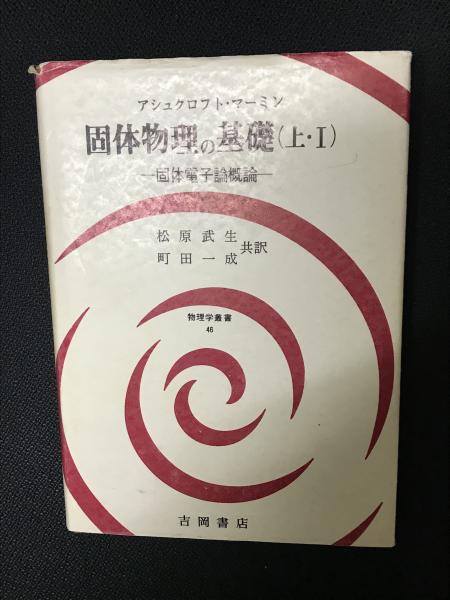 アシュクロフト・マーミン
固体物理の基礎(上・I)
―固体電子論概論―
松原武生
町田一成 共訳
物理学叢書
46
吉岡書店